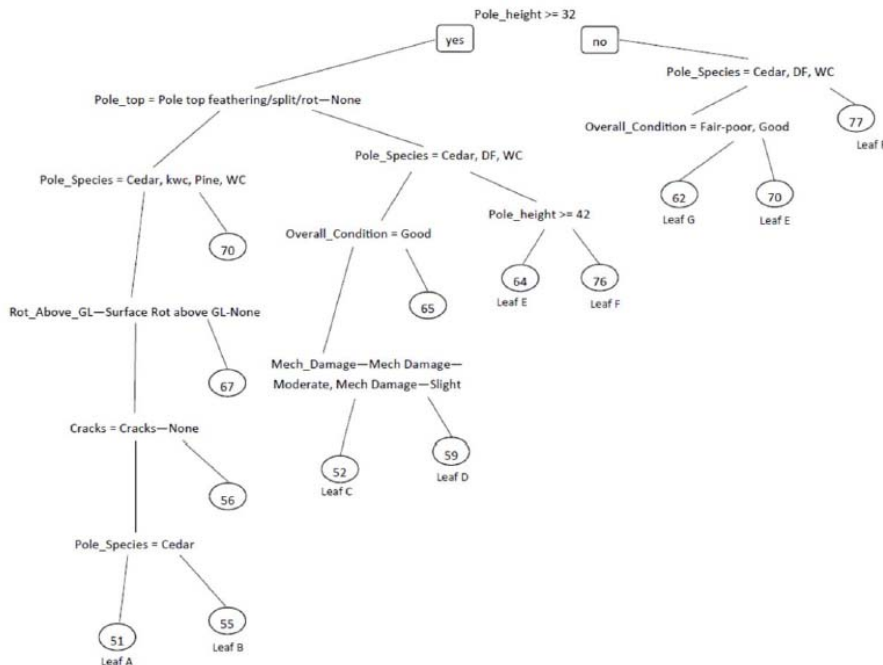 Pole_height >= 32
yes
no
Pole_Species = Cedar, DF, WC
Pole_top = Pole top feathering/split/rot—None
77
Overall_Condition = Fair-poor, Good
Pole_Species = Cedar, DF, WC
Pole_Species = Cedar, kwc, Pine, WC
62
70
Leaf G
Leaf E
Pole_height >= 42
Overall_Condition = Good
70
64
76
Leaf E
Leaf F
65
Rot_Above_GL—Surface Rot above GL-None
Mech_Damage—Mech Damage—
Moderate, Mech Damage—Slight
67
Cracks = Cracks—None
59
52
Leaf D
Leaf C
56
Pole_Species = Cedar
55
51
Leaf B
Leaf A